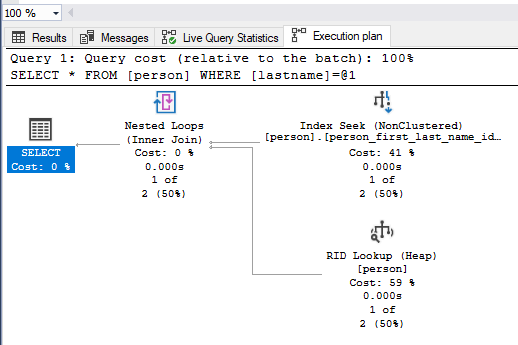 100 %
Results Messages Live Query Statistics Execution plan
Query 1: Query cost (relative to the batch): 100%
SELECT * FROM [person] WHERE [lastname]=@1
SELECT
Cost: 0 %
Nested Loops
(Inner Join)
Cost: 0 %
0.000s
1 of
2 (50%)
Index Seek (NonClustered)
[person].[person_first_last_name_id…
Cost: 41 %
0.000s
1 of
2 (50%)
RID Lookup (Heap)
[person]
Cost: 59 %
0.000s
1 of
2 (50%)